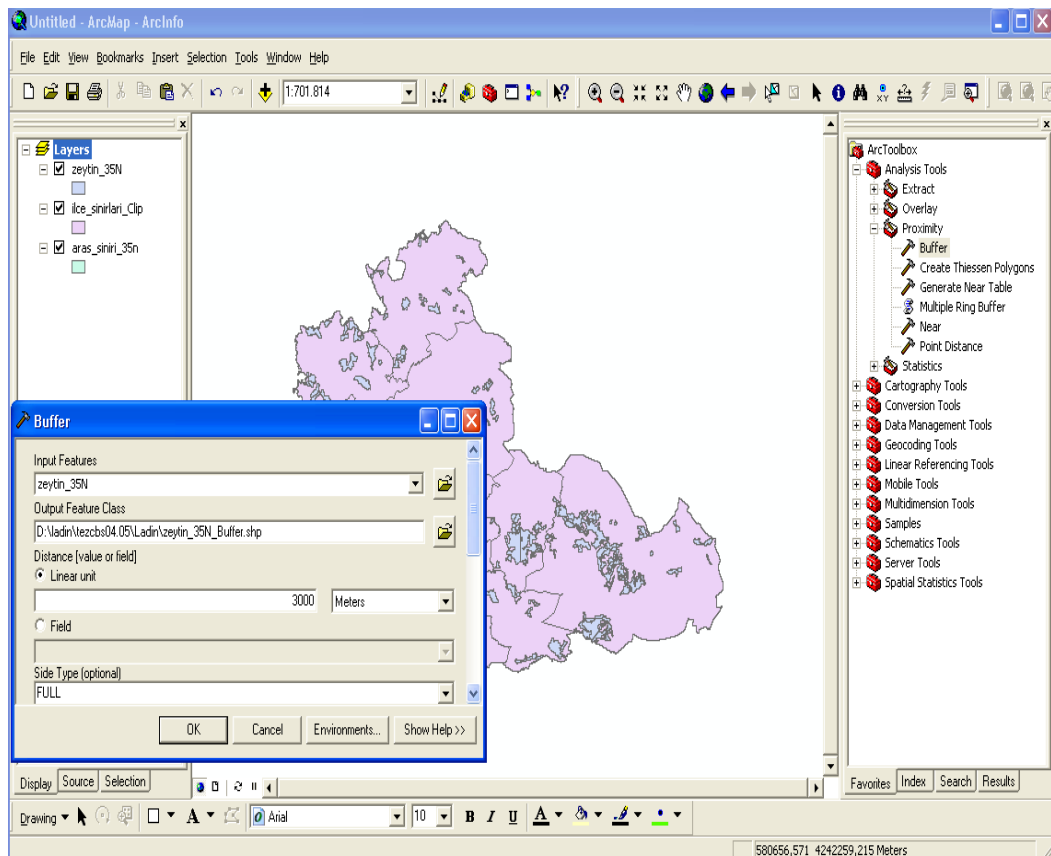 Untitled - ArcMap - ArcInfo
File Edit View Bookmarks Insert Selection Tools Window Help
1:701.814
Layers
zeytin_35N
ilce_sinirlari_Clip
aras_siniri_35n
ArcToolbox
Analysis Tools
Extract
Overlay
Proximity
Buffer
Create Thiessen Polygons
Generate Near Table
Multiple Ring Buffer
Near
Point Distance
Statistics
Cartography Tools
Conversion Tools
Data Management Tools
Geocoding Tools
Linear Referencing Tools
Mobile Tools
Multidimension Tools
Samples
Schematics Tools
Server Tools
Spatial Statistics Tools
Buffer
Input Features
zeytin_35N
Output Feature Class
D:\ladin\tezcbs04.05\Ladin\zeytin_35N_Buffer.shp
Distance [value or field]
Linear unit
3000 Meters
Field
Side Type (optional)
FULL
OK Cancel Environments... Show Help >>
Display Source Selection
Favorites Index Search Results
Drawing A Arial 10 B I U A
580656,571 4242259,215 Meters